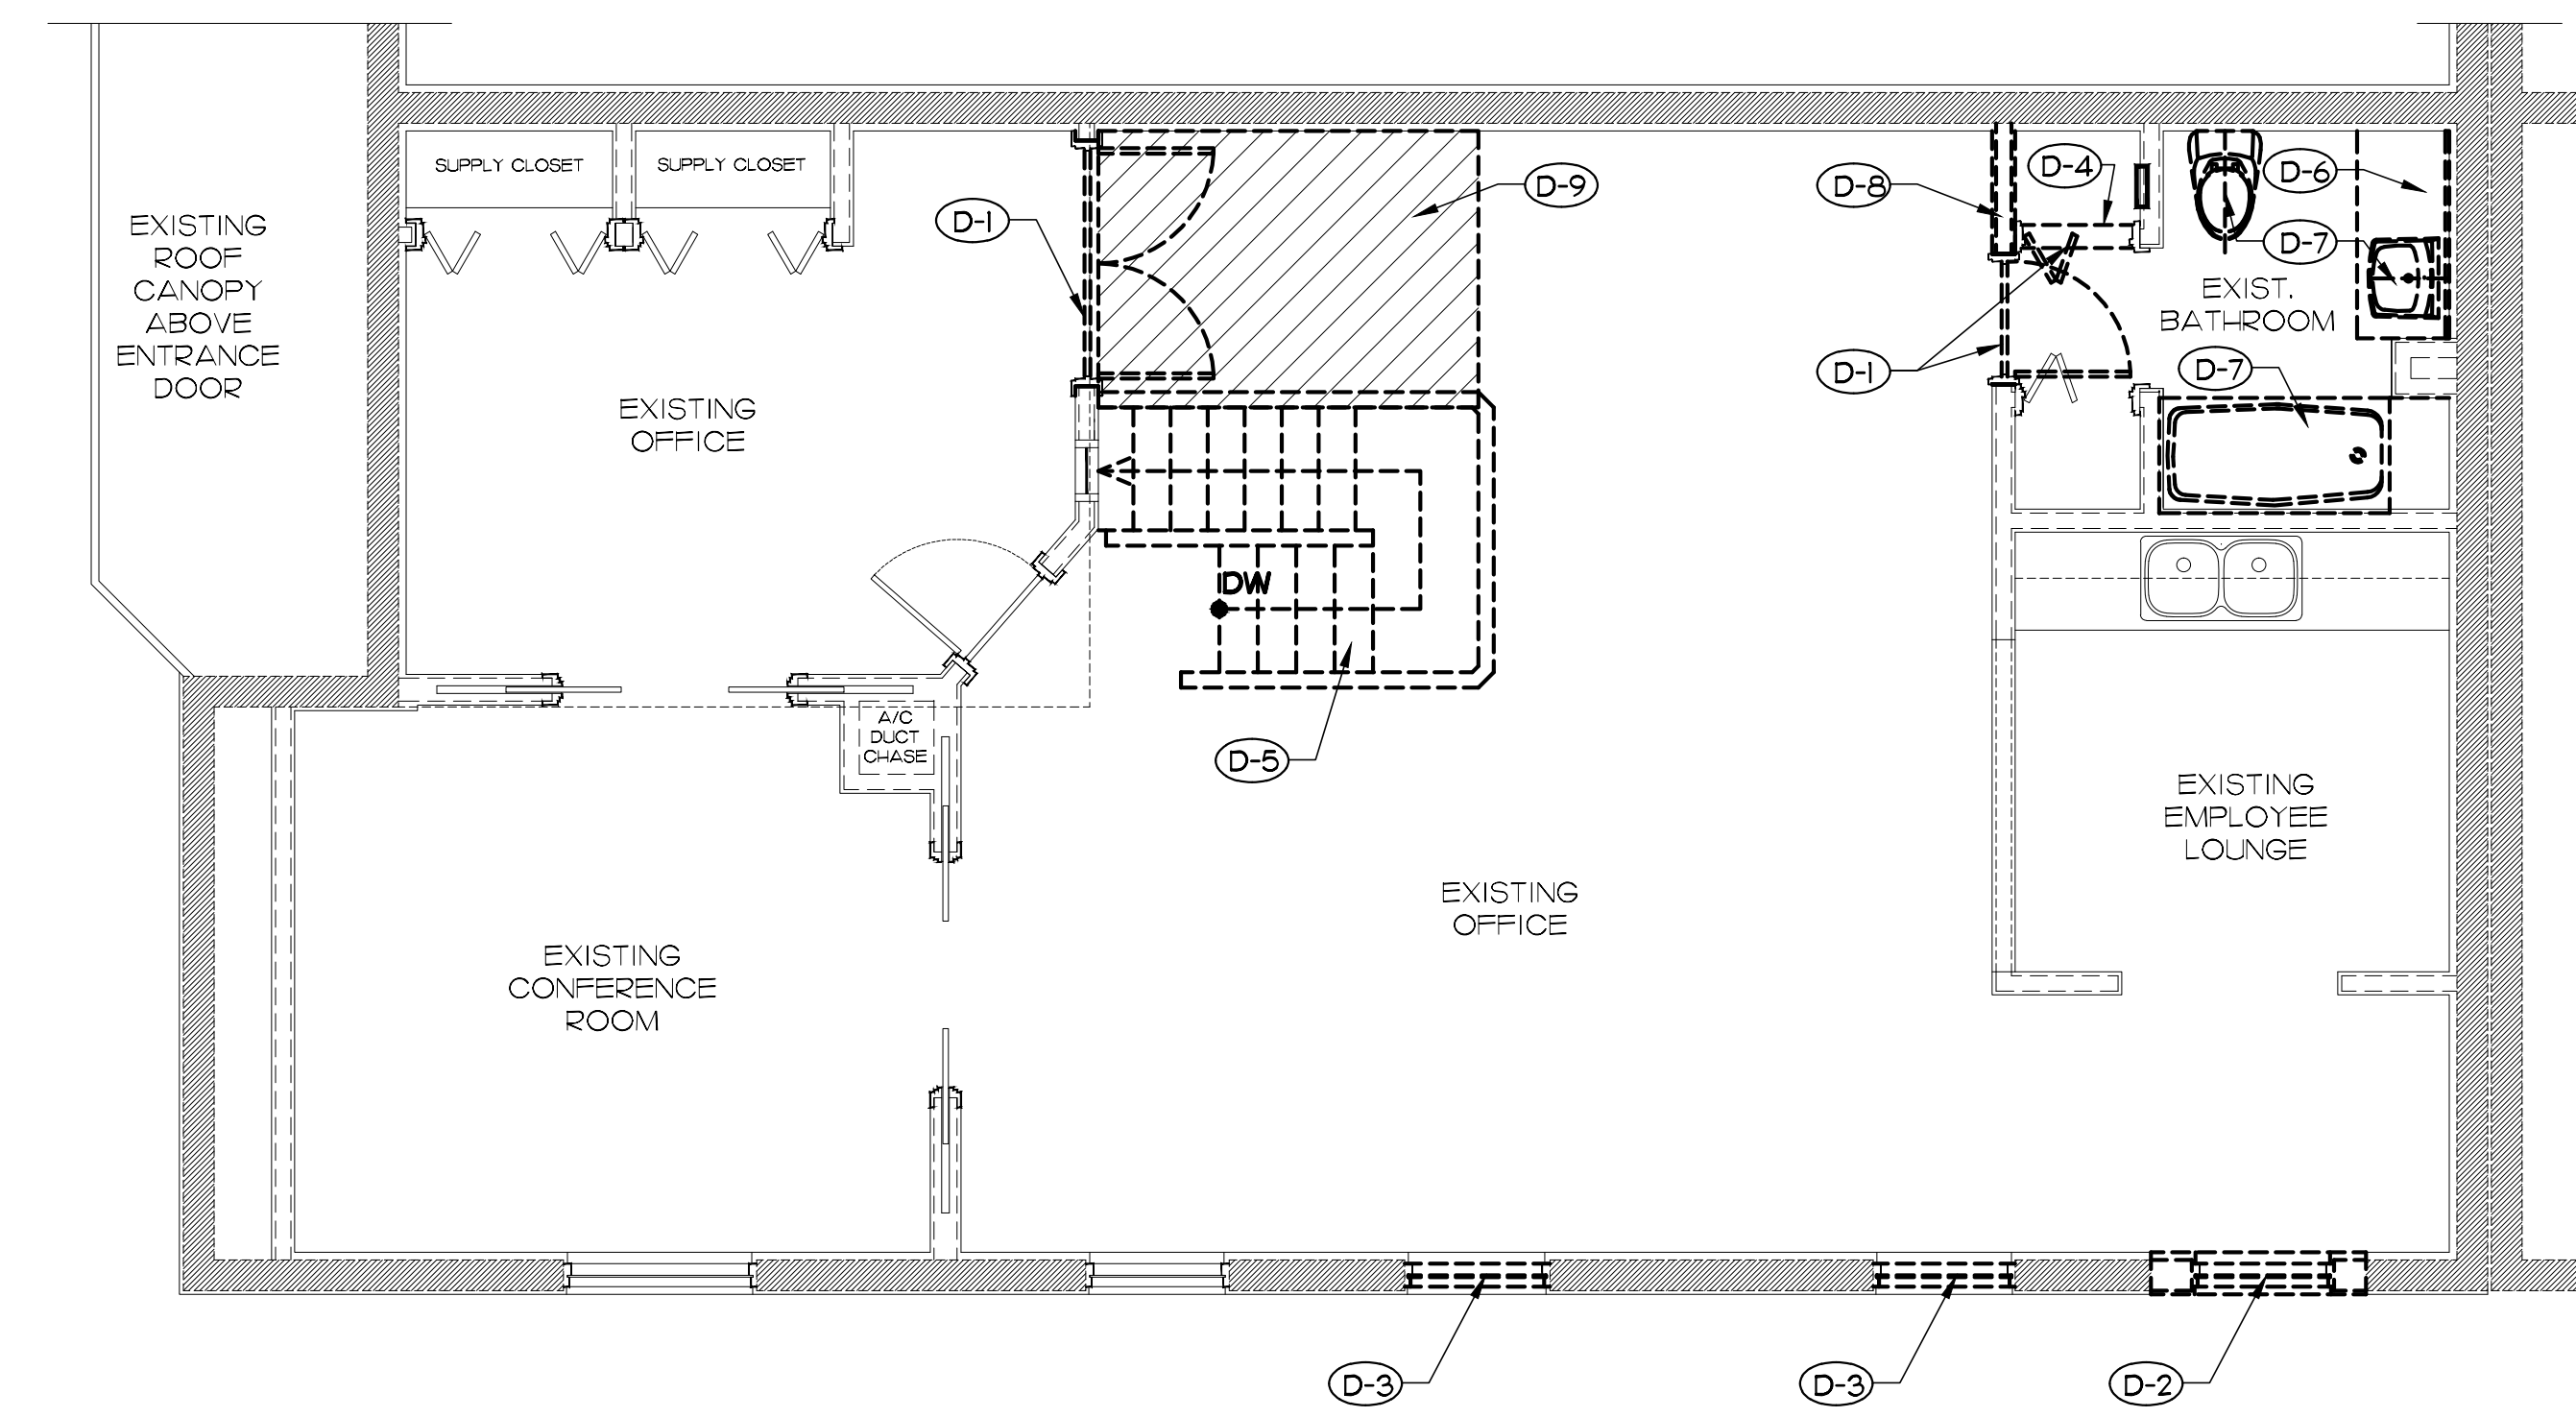 SUPPLY CLOSET
SUPPLY CLOSET
D-4
D-6
D-9
D-8
D-1
D-7
EXISTING
ROOF
CANOPY
ABOVE
ENTRANCE
DOOR
EXIST.
BATHROOM
D-1
D-7
EXISTING
OFFICE
DW
A/C
DUCT
CHASE
D-5
EXISTING
EMPLOYEE
LOUNGE
EXISTING
OFFICE
EXISTING
CONFERENCE
ROOM
D-3
D-3
D-2